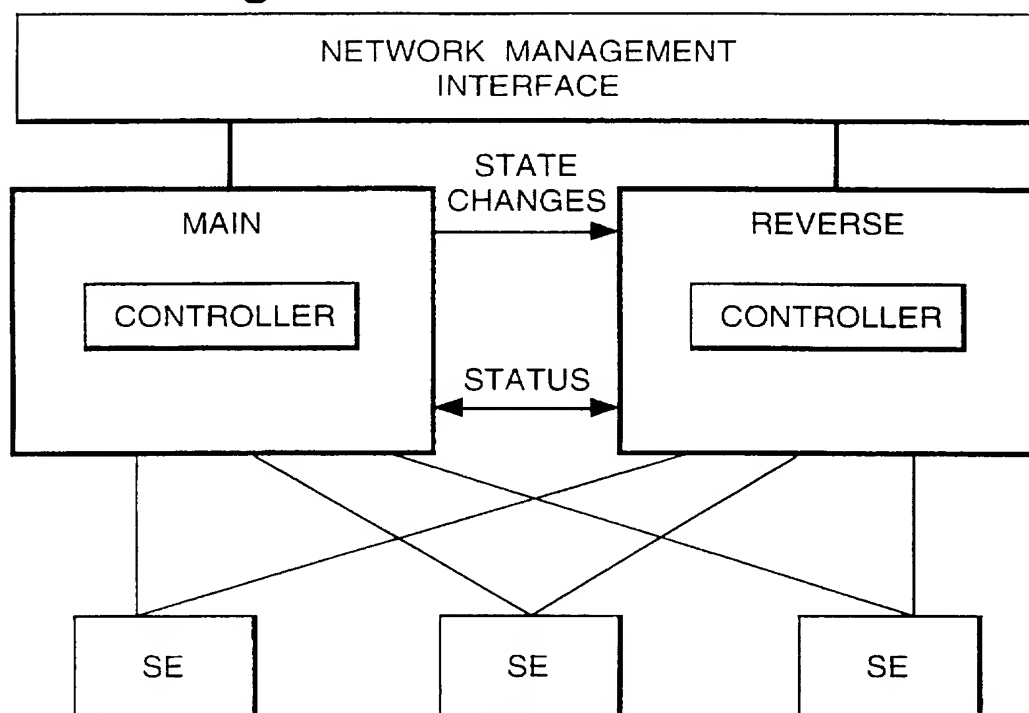 NETWORK MANAGEMENT
INTERFACE
STATE
CHANGES
MAIN
REVERSE
CONTROLLER
CONTROLLER
STATUS
SE
SE
SE